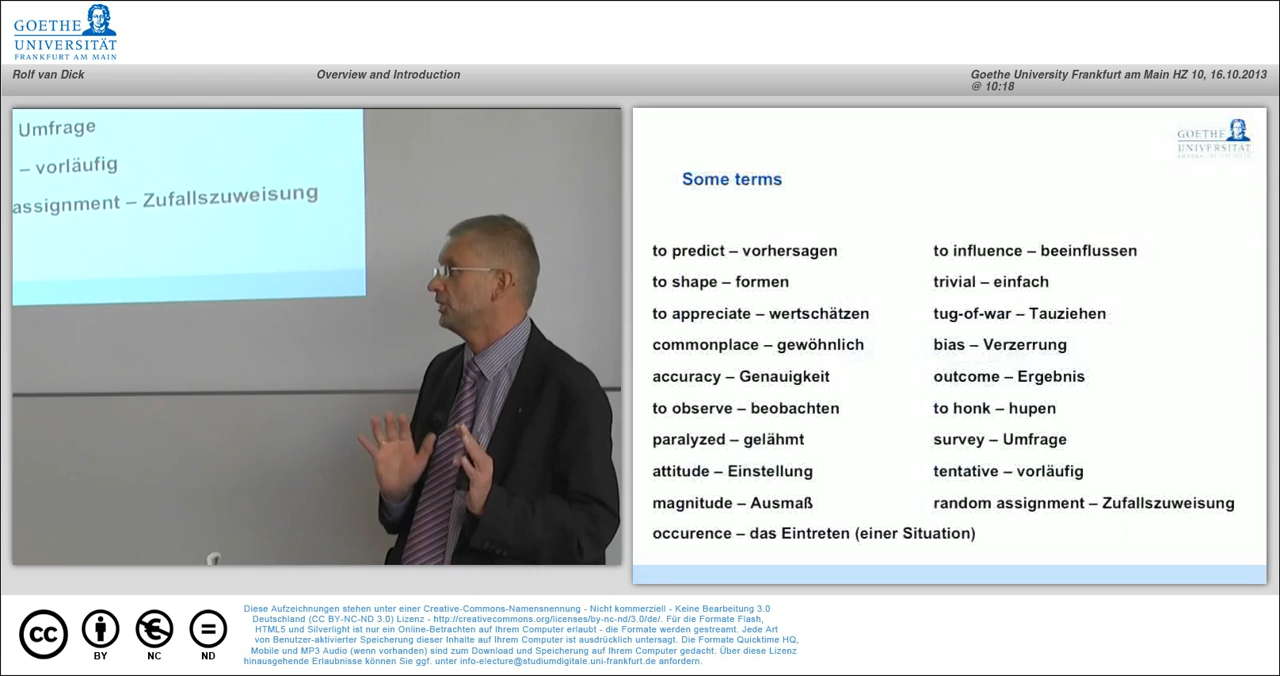 GOETHE
UNIVERSITÄT
FRANKFURT AM MAIN
Rolf van Dick
Overview and Introduction
Goethe University Frankfurt am Main HZ 10, 16.10.2013
@ 10:18
Umfrage
– vorläufig
assignment – Zufallszuweisung
GOETHE
UNIVERSITÄT
Some terms
to predict – vorhersagen
to shape – formen
to appreciate – wertschätzen
commonplace – gewöhnlich
accuracy – Genauigkeit
to observe – beobachten
paralyzed – gelähmt
attitude – Einstellung
magnitude – Ausmaß
occurence – das Eintreten (einer Situation)
to influence – beeinflussen
trivial – einfach
tug-of-war – Tauziehen
bias – Verzerrung
outcome – Ergebnis
to honk – hupen
survey – Umfrage
tentative – vorläufig
random assignment – Zufallszuweisung
cc
BY
NC
ND
Diese Aufzeichnungen stehen unter einer Creative-Commons-Namensnennung - Nicht kommerziell - Keine Bearbeitung 3.0
Deutschland (CC BY-NC-ND 3.0) Lizenz - http://creativecommons.org/licenses/by-nc-nd/3.0/de/. Für die Formate Flash,
HTML5 und Silverlight ist nur ein Online-Betrachten auf Ihrem Computer erlaubt - die Formate werden gestreamt. Jede Art
von Benutzer-aktivierter Speicherung dieser Inhalte auf Ihrem Computer ist ausdrücklich untersagt. Die Formate Quicktime HQ,
Mobile und MP3 Audio (wenn vorhanden) sind zum Download und Speicherung auf Ihrem Computer gedacht. Über diese Lizenz
hinausgehende Erlaubnisse können Sie ggf. unter info-electure@studiumdigitale.uni-frankfurt.de anfordern.